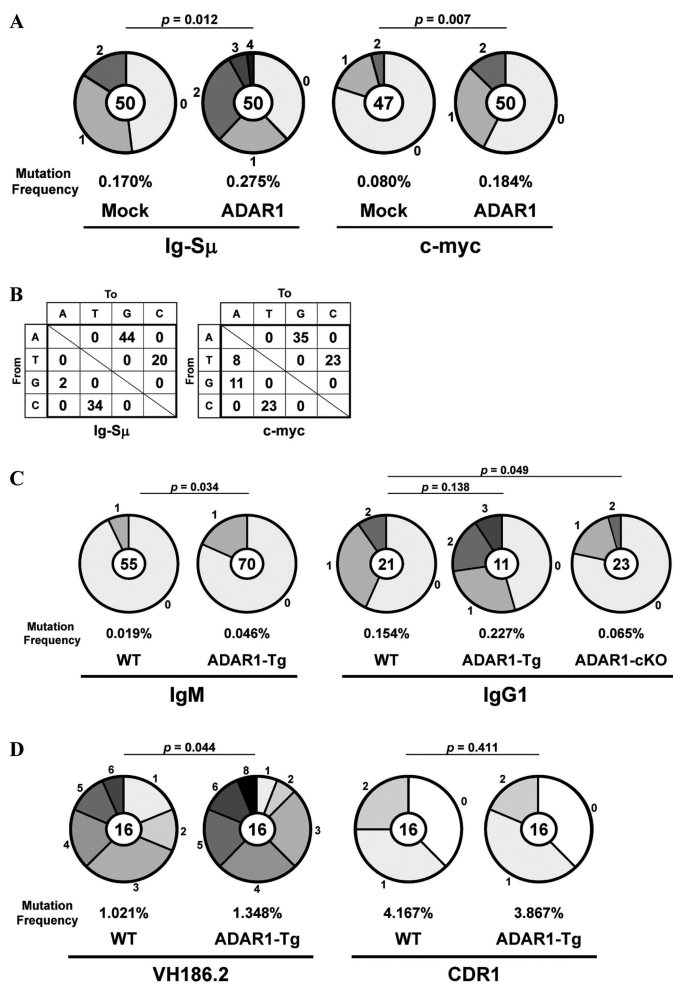 A
p = 0.012
p = 0.007
2
1
0
50
3
4
2
1
0
50
2
1
0
47
2
1
0
50
Mutation Frequency
0.170%
0.275%
0.080%
0.184%
Mock
ADAR1
Mock
ADAR1
Ig-Sμ
c-myc
B
To
A T G C
From
A 0 44 0
T 0 0 20
G 2 0 0
C 0 34 0
Ig-Sμ
To
A T G C
From
A 0 35 0
T 8 0 23
G 11 0 0
C 0 23 0
c-myc
C
p = 0.034
p = 0.049
p = 0.138
1
0
55
1
0
70
2
1
0
21
3
2
1
0
11
2
1
0
23
Mutation Frequency
0.019%
0.046%
0.154%
0.227%
0.065%
WT
ADAR1-Tg
WT
ADAR1-Tg
ADAR1-cKO
IgM
IgG1
D
p = 0.044
p = 0.411
6
5
4
3
2
1
16
8
6
5
4
3
2
1
16
2
1
0
16
2
1
0
16
Mutation Frequency
1.021%
1.348%
4.167%
3.867%
WT
ADAR1-Tg
WT
ADAR1-Tg
VH186.2
CDR1